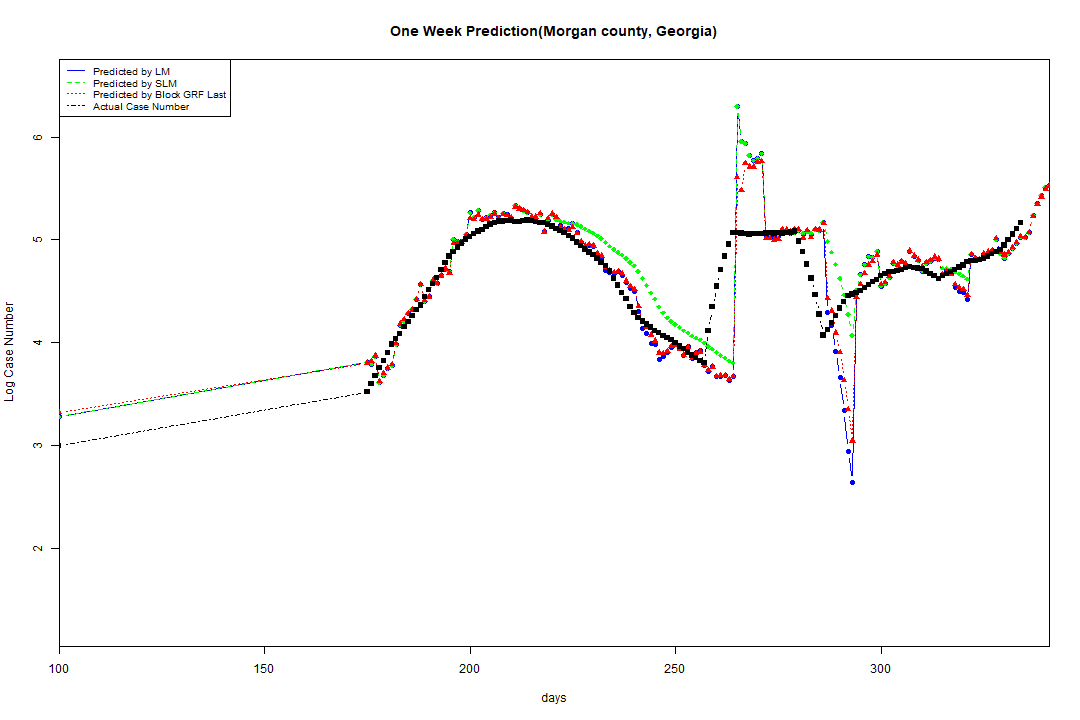 One Week Prediction(Morgan county, Georgia)
Predicted by LM
Predicted by SLM
Predicted by Block GRF Last
Actual Case Number
Log Case Number
6
5
4
3
2
100 150 200 250 300
days